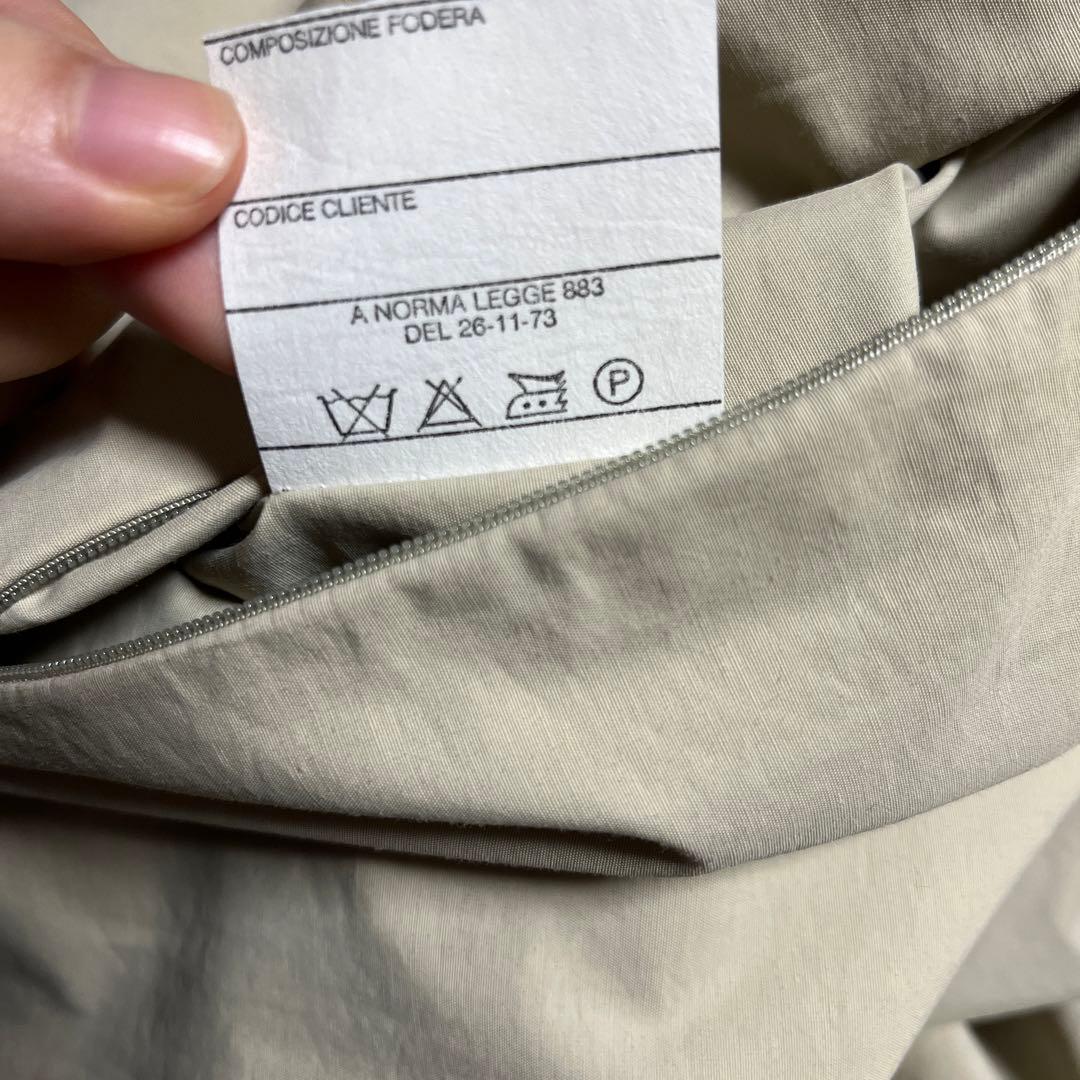 COMPOSIZIONE FODERA
CODICE CLIENTE
A NORMA LEGGE 883
DEL 26-11-73
P